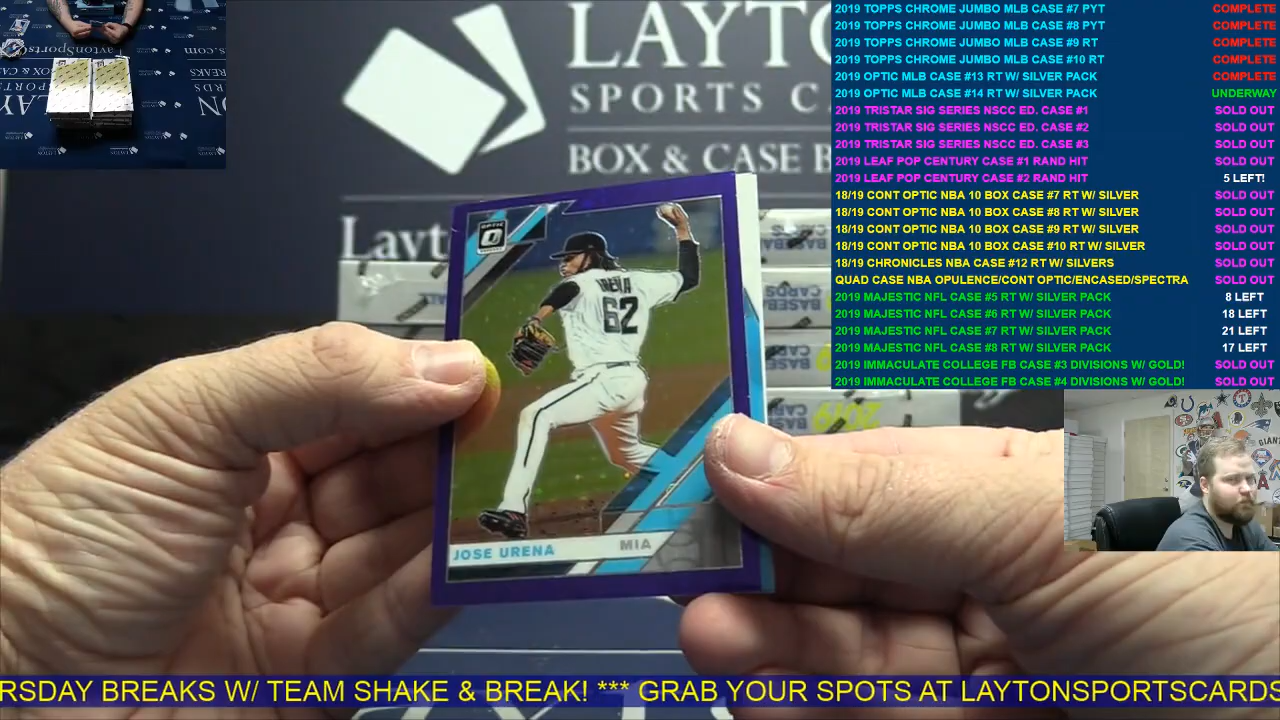 LAYTO
SPORTS C
BOX & CASE B
Layt
2019 TOPPS CHROME JUMBO MLB CASE #7 PYT COMPLETE
2019 TOPPS CHROME JUMBO MLB CASE #8 PYT COMPLETE
2019 TOPPS CHROME JUMBO MLB CASE #9 RT COMPLETE
2019 TOPPS CHROME JUMBO MLB CASE #10 RT COMPLETE
2019 OPTIC MLB CASE #13 RT W/ SILVER PACK COMPLETE
2019 OPTIC MLB CASE #14 RT W/ SILVER PACK UNDERWAY
2019 TRISTAR SIG SERIES NSCC ED. CASE #1 SOLD OUT
2019 TRISTAR SIG SERIES NSCC ED. CASE #2 SOLD OUT
2019 TRISTAR SIG SERIES NSCC ED. CASE #3 SOLD OUT
2019 LEAF POP CENTURY CASE #1 RAND HIT SOLD OUT
2019 LEAF POP CENTURY CASE #2 RAND HIT 5 LEFT!
18/19 CONT OPTIC NBA 10 BOX CASE #7 RT W/ SILVER SOLD OUT
18/19 CONT OPTIC NBA 10 BOX CASE #8 RT W/ SILVER SOLD OUT
18/19 CONT OPTIC NBA 10 BOX CASE #9 RT W/ SILVER SOLD OUT
18/19 CONT OPTIC NBA 10 BOX CASE #10 RT W/ SILVER SOLD OUT
18/19 CHRONICLES NBA CASE #12 RT W/ SILVERS SOLD OUT
QUAD CASE NBA OPULENCE/CONT OPTIC/ENCASED/SPECTRA SOLD OUT
2019 MAJESTIC NFL CASE #5 RT W/ SILVER PACK 8 LEFT
2019 MAJESTIC NFL CASE #6 RT W/ SILVER PACK 18 LEFT
2019 MAJESTIC NFL CASE #7 RT W/ SILVER PACK 21 LEFT
2019 MAJESTIC NFL CASE #8 RT W/ SILVER PACK 17 LEFT
2019 IMMACULATE COLLEGE FB CASE #3 DIVISIONS W/ GOLD! SOLD OUT
2019 IMMACULATE COLLEGE FB CASE #4 DIVISIONS W/ GOLD! SOLD OUT
OPTIC
UREÑA
62
JOSE URENA MIA
BASEBALL CARDS
RSDAY BREAKS W/ TEAM SHAKE & BREAK! *** GRAB YOUR SPOTS AT LAYTONSPORTSCARDS